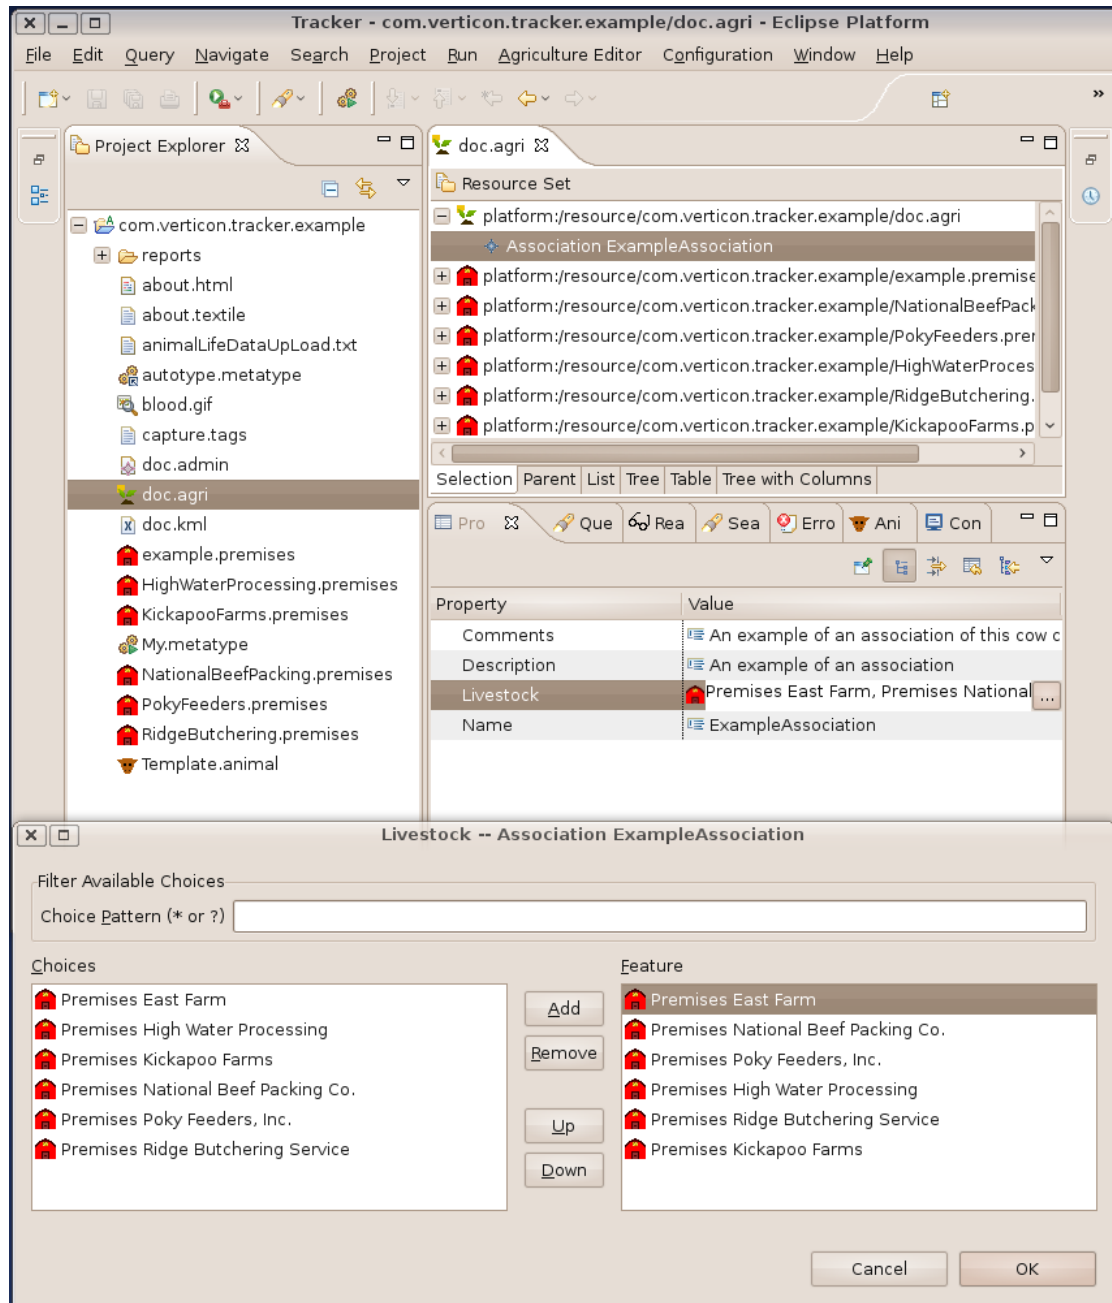 Tracker - com.verticon.tracker.example/doc.agri - Eclipse Platform
File Edit Query Navigate Search Project Run Agriculture Editor Configuration Window Help
Project Explorer
com.verticon.tracker.example
reports
about.html
about.textile
animalLifeDataUpLoad.txt
autotype.metatype
blood.gif
capture.tags
doc.admin
doc.agri
doc.kml
example.premises
HighWaterProcessing.premises
KickapooFarms.premises
My.metatype
NationalBeefPacking.premises
PokyFeeders.premises
RidgeButchering.premises
Template.animal
doc.agri
Resource Set
platform:/resource/com.verticon.tracker.example/doc.agri
Association ExampleAssociation
platform:/resource/com.verticon.tracker.example/example.premise
platform:/resource/com.verticon.tracker.example/NationalBeefPack
platform:/resource/com.verticon.tracker.example/PokyFeeders.prer
platform:/resource/com.verticon.tracker.example/HighWaterProces
platform:/resource/com.verticon.tracker.example/RidgeButchering.
platform:/resource/com.verticon.tracker.example/KickapooFarms.p
Selection Parent List Tree Table Tree with Columns
Pro Que Rea Sea Erro Ani Con
Property Value
Comments An example of an association of this cow c
Description An example of an association
Livestock Premises East Farm, Premises National ...
Name ExampleAssociation
Livestock -- Association ExampleAssociation
Filter Available Choices
Choice Pattern (* or ?)
Choices
Premises East Farm
Premises High Water Processing
Premises Kickapoo Farms
Premises National Beef Packing Co.
Premises Poky Feeders, Inc.
Premises Ridge Butchering Service
Add
Remove
Up
Down
Feature
Premises East Farm
Premises National Beef Packing Co.
Premises Poky Feeders, Inc.
Premises High Water Processing
Premises Ridge Butchering Service
Premises Kickapoo Farms
Cancel OK